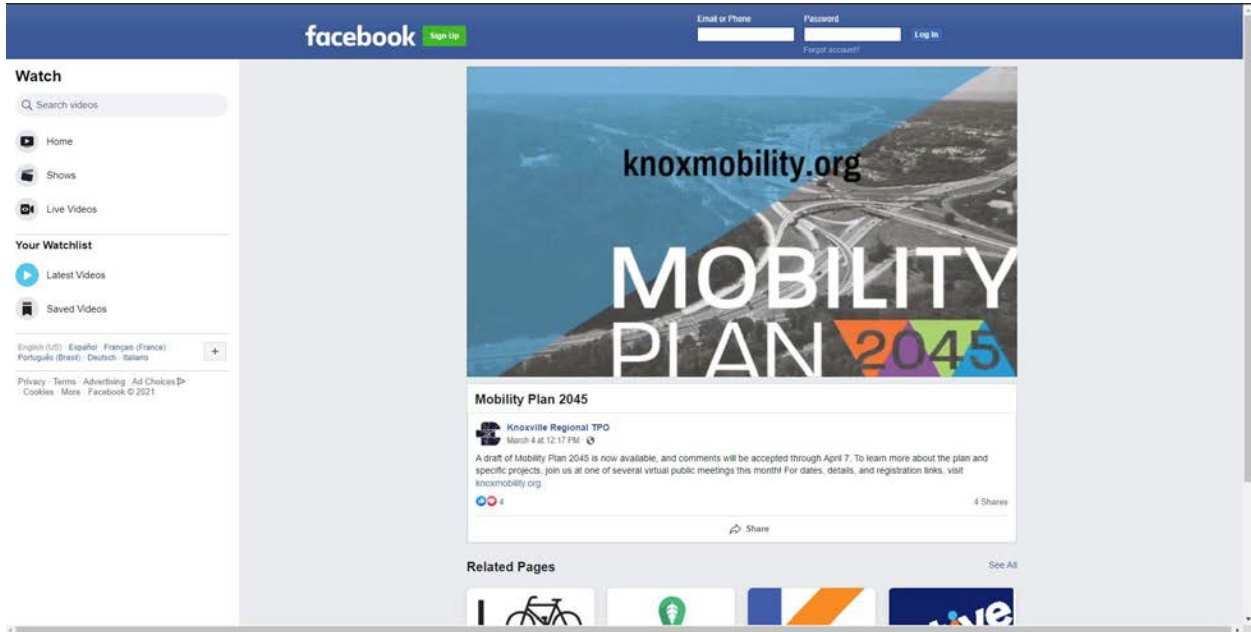 facebook
Sign Up
Email or Phone
Password
Log In
Forgot account?
Watch
Search videos
Home
Shows
Live Videos
Your Watchlist
Latest Videos
Saved Videos
English (US) · Español · Français (France)
Português (Brasil) · Deutsch · Italiano
+
Privacy · Terms · Advertising · Ad Choices
· Cookies · More · Facebook © 2021
knoxmobility.org
MOBILITY
PLAN 2045
Mobility Plan 2045
Knoxville Regional TPO
March 4 at 12:17 PM ·
A draft of Mobility Plan 2045 is now available, and comments will be accepted through April 7. To learn more about the plan and
specific projects, join us at one of several virtual public meetings this month! For dates, details, and registration links, visit
knoxmobility.org.
4
4 Shares
Share
Related Pages
See All